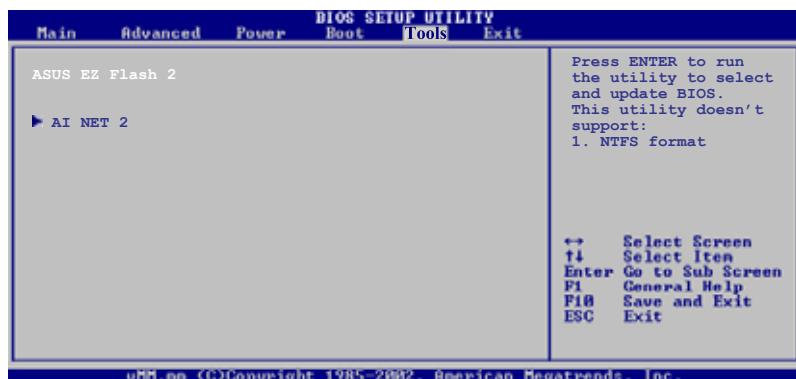 BIOS SETUP UTILITY
Main Advanced Power Boot Tools Exit
ASUS EZ Flash 2
AI NET 2
Press ENTER to run
the utility to select
and update BIOS.
This utility doesn't
support:
1. NTFS format
↔ Select Screen
↑↓ Select Item
Enter Go to Sub Screen
F1 General Help
F10 Save and Exit
ESC Exit
(C)Copyright 1985-2002, American Megatrends, Inc.